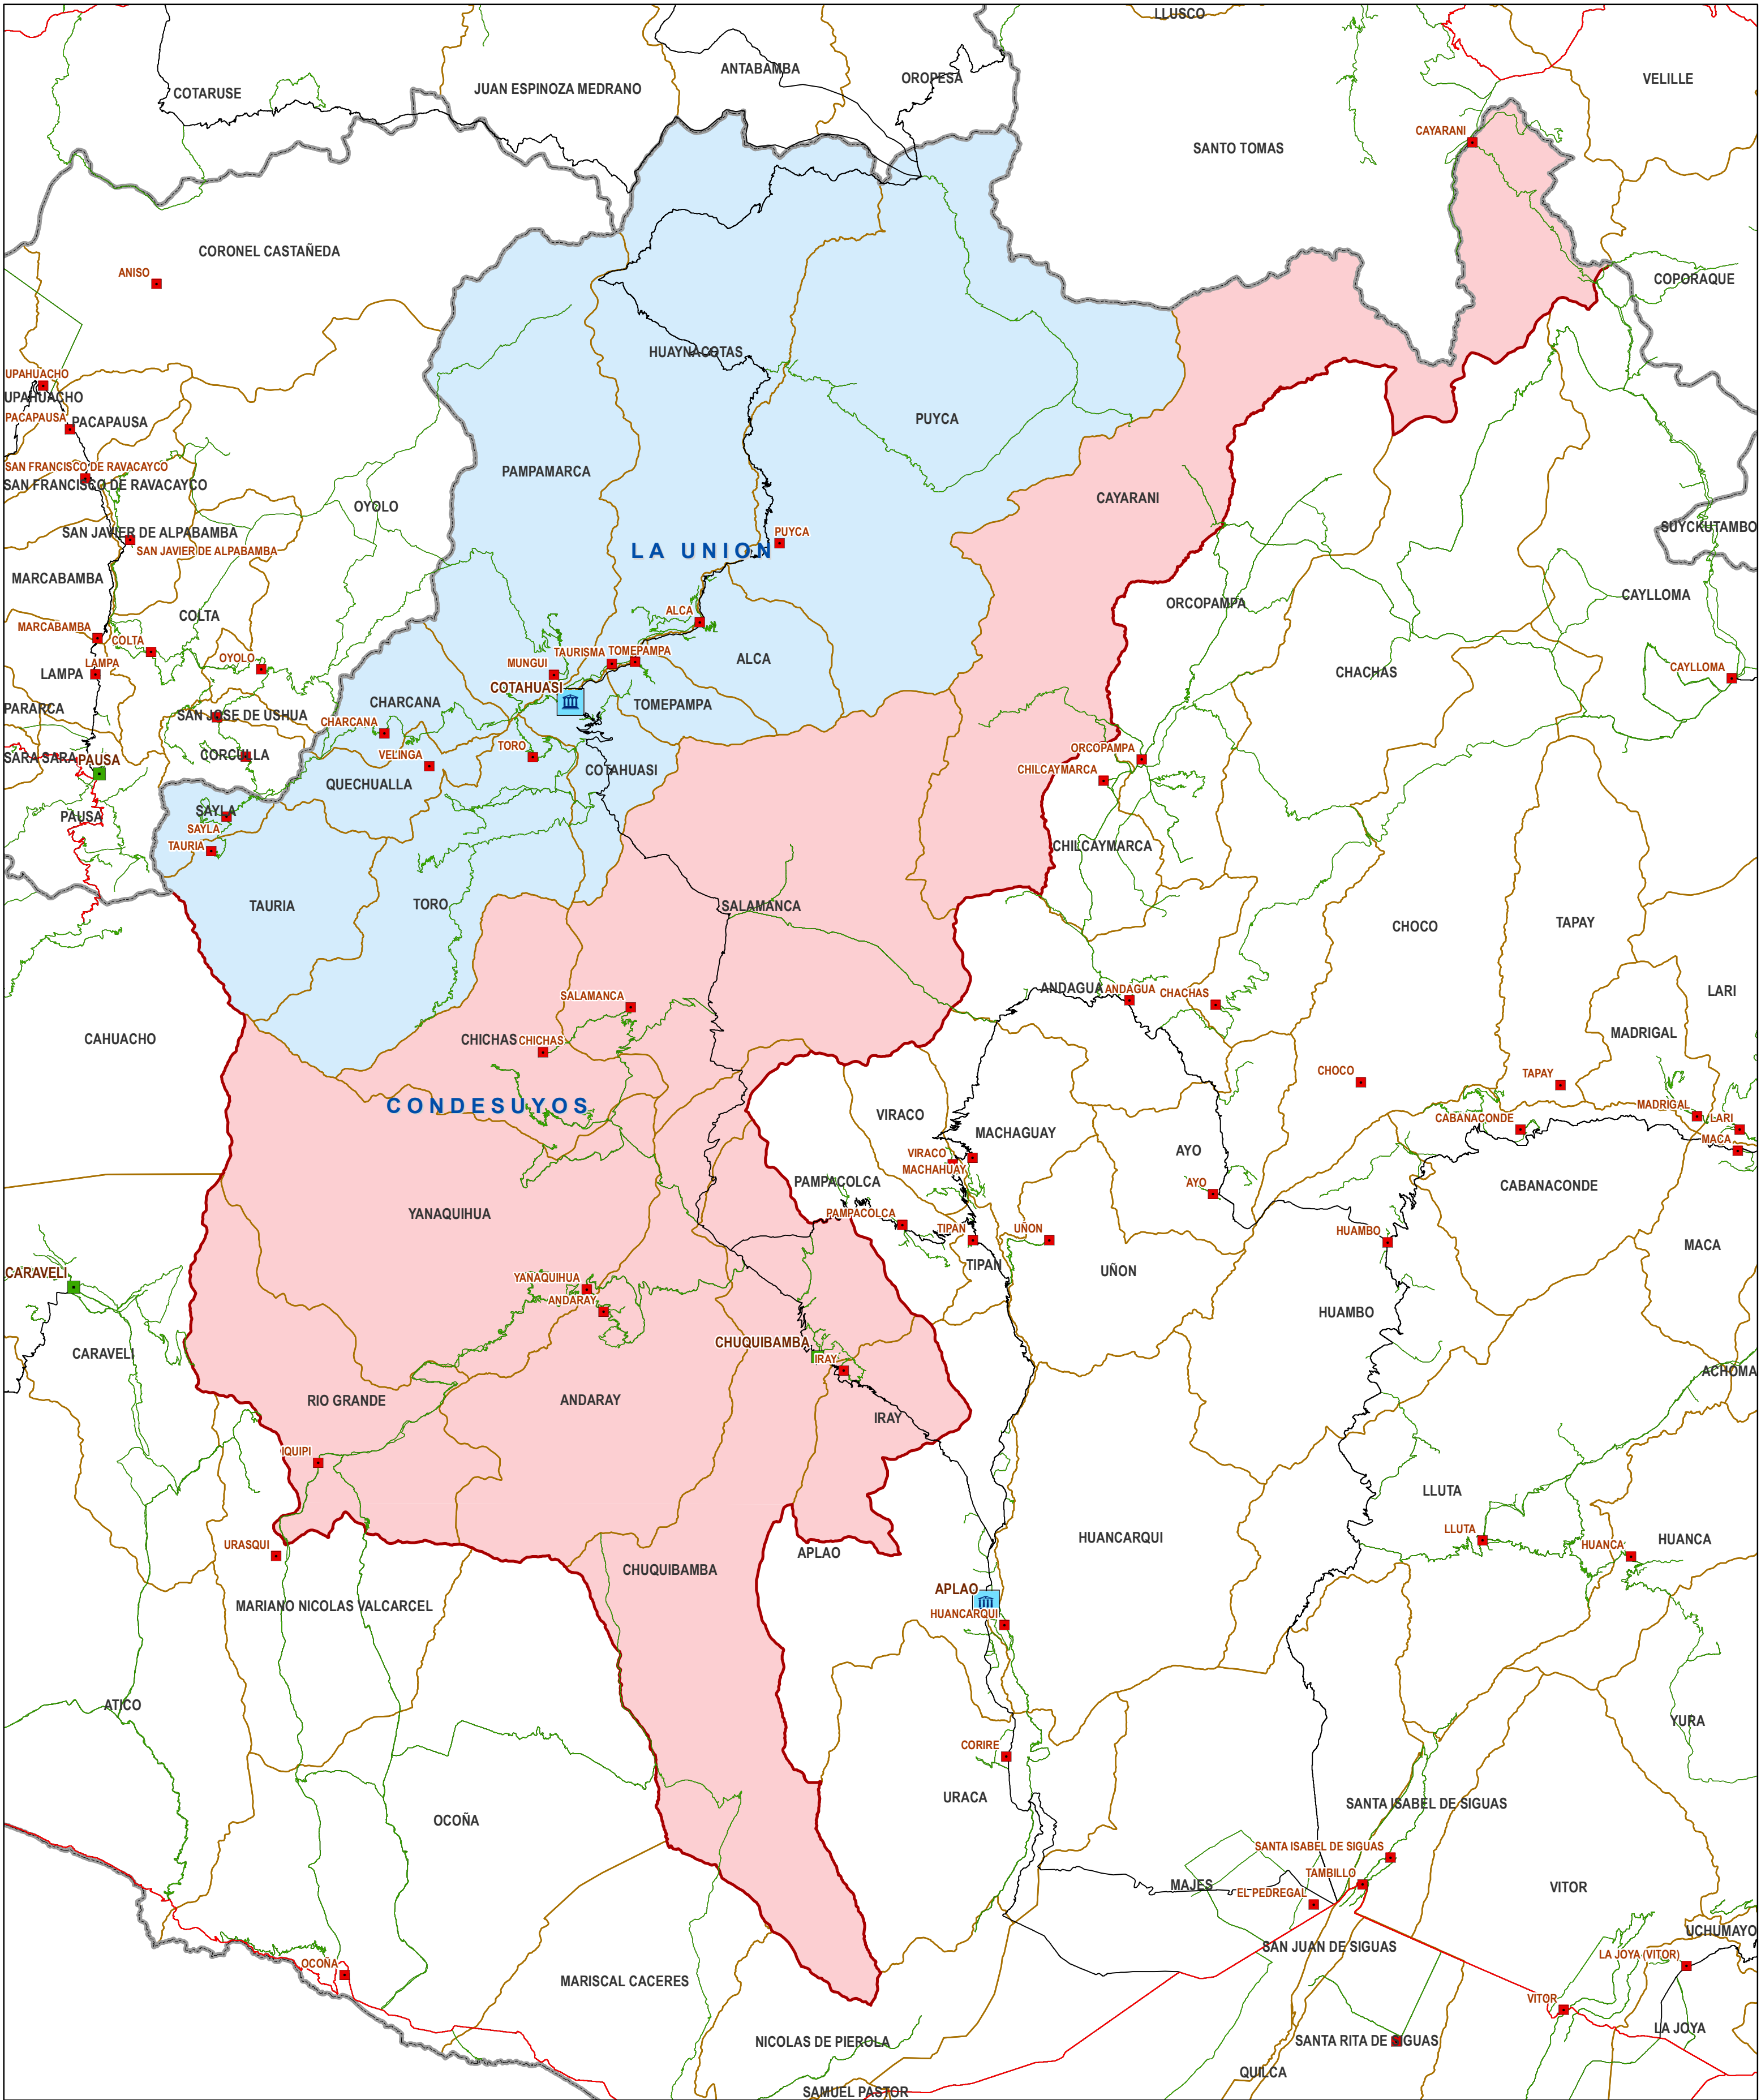 LLUSCO
COTARUSE
JUAN ESPINOZA MEDRANO
ANTABAMBA
OROPESA
VELILLE
CAYARANI
SANTO TOMAS
CORONEL CASTAÑEDA
ANISO
COPORAQUE
HUAYNACOTAS
UPAHUACHO
UPAHUACHO
PACAPAUSA
PACAPAUSA
PUYCA
SAN FRANCISCO DE RAVACAYCO
SAN FRANCISCO DE RAVACAYCO
PAMPAMARCA
CAYARANI
OYOLO
SUYCKUTAMBO
SAN JAVIER DE ALPABAMBA
SAN JAVIER DE ALPABAMBA
PUYCA
LA UNION
MARCABAMBA
CAYLLOMA
ORCOPAMPA
COLTA
ALCA
MARCABAMBA
COLTA
OYOLO
TAURISMA
TOMEPAMPA
ALCA
LAMPA
LAMPA
MUNGUI
CHACHAS
CAYLLOMA
COTAHUASI
CHARCANA
TOMEPAMPA
PARARCA
SAN JOSE DE USHUA
CHARCANA
SARA SARA
PAUSA
CORCULLA
VELINGA
TORO
ORCOPAMPA
CHILCAYMARCA
COTAHUASI
QUECHUALLA
PAUSA
SAYLA
SAYLA
TAURIA
CHILCAYMARCA
TAURIA
TORO
SALAMANCA
CHOCO
TAPAY
SALAMANCA
ANDAGUA
ANDAGUA
CHACHAS
LARI
CAHUACHO
CHICHAS
CHICHAS
MADRIGAL
CHOCO
TAPAY
CONDESUYOS
VIRACO
MADRIGAL
LARI
CABANACONDE
MACHAGUAY
MACA
VIRACO
MACHAHUAY
AYO
PAMPACOLCA
AYO
CABANACONDE
YANAQUIHUA
PAMPACOLCA
TIPAN
UÑON
HUAMBO
MACA
TIPAN
UÑON
CARAVELI
YANAQUIHUA
ANDARAY
HUAMBO
CHUQUIBAMBA
CARAVELI
IRAY
ACHOMA
RIO GRANDE
ANDARAY
IRAY
IQUIPI
LLUTA
URASQUI
APLAO
HUANCARQUI
LLUTA
HUANCA
HUANCA
CHUQUIBAMBA
APLAO
MARIANO NICOLAS VALCARCEL
HUANCARQUI
ATICO
YURA
CORIRE
URACA
OCOÑA
SANTA ISABEL DE SIGUAS
SANTA ISABEL DE SIGUAS
TAMBILLO
MAJES
EL PEDREGAL
VITOR
UCHUMAYO
SAN JUAN DE SIGUAS
LA JOYA (VITOR)
OCOÑA
MARISCAL CACERES
VITOR
LA JOYA
NICOLAS DE PIEROLA
SANTA RITA DE SIGUAS
QUILCA
SAMUEL PASTOR